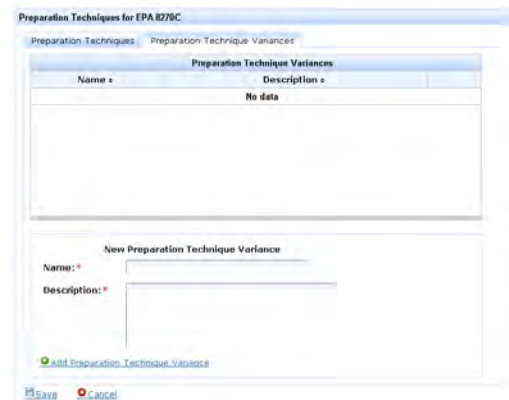 Preparation Techniques for EPA 8270C
Preparation Techniques Preparation Technique Variances
Preparation Technique Variances
Name Description
No data
New Preparation Technique Variance
Name:*
Description:*
Add Preparation Technique Variance
Save Cancel